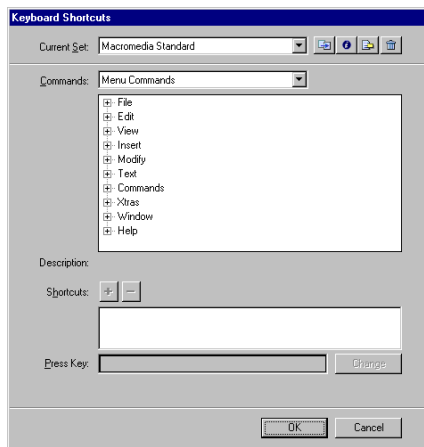 Keyboard Shortcuts
Current Set: Macromedia Standard
Commands: Menu Commands
File
Edit
View
Insert
Modify
Text
Commands
Xtras
Window
Help
Description:
Shortcuts: + −
Press Key: Change
OK Cancel